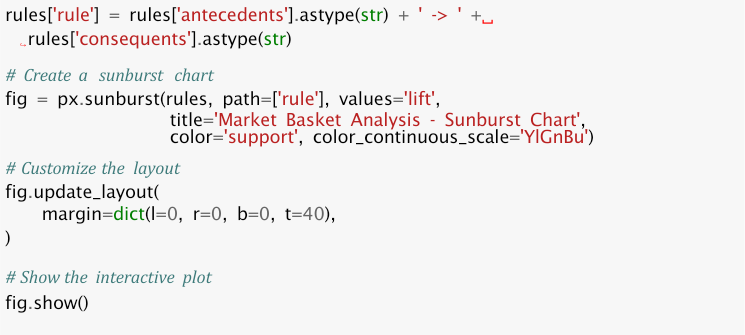 rules['rule'] = rules['antecedents'].astype(str) + ' -> ' +␣
↪rules['consequents'].astype(str)
# Create a sunburst chart
fig = px.sunburst(rules, path=['rule'], values='lift',
title='Market Basket Analysis - Sunburst Chart',
color='support', color_continuous_scale='YlGnBu')
# Customize the layout
fig.update_layout(
margin=dict(l=0, r=0, b=0, t=40),
)
# Show the interactive plot
fig.show()